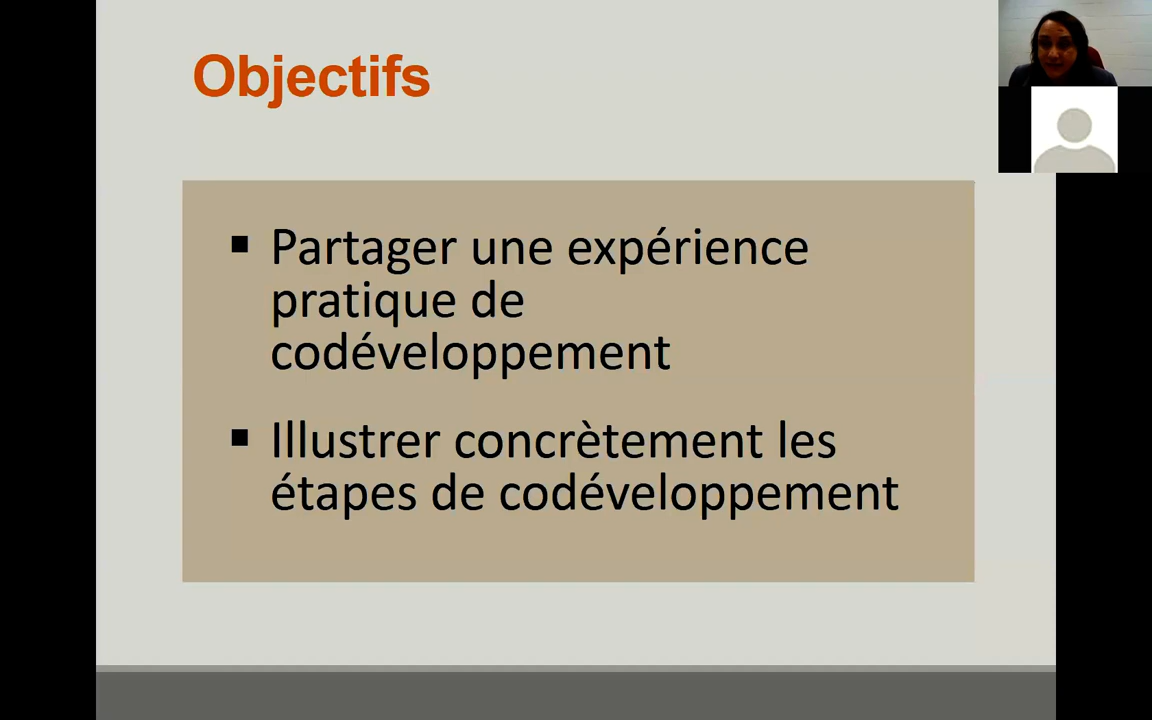 Objectifs
▪ Partager une expérience
pratique de
codéveloppement
▪ Illustrer concrètement les
étapes de codéveloppement